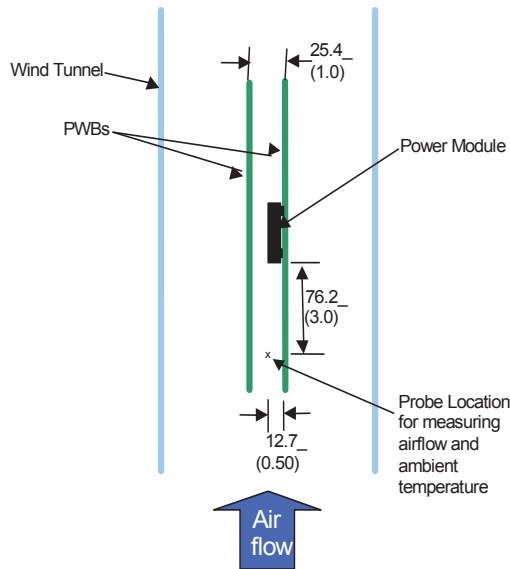 25.4_
(1.0)
Wind Tunnel
PWBs
Power Module
76.2_
(3.0)
x
Probe Location
for measuring
airflow and
ambient
temperature
12.7_
(0.50)
Air
flow